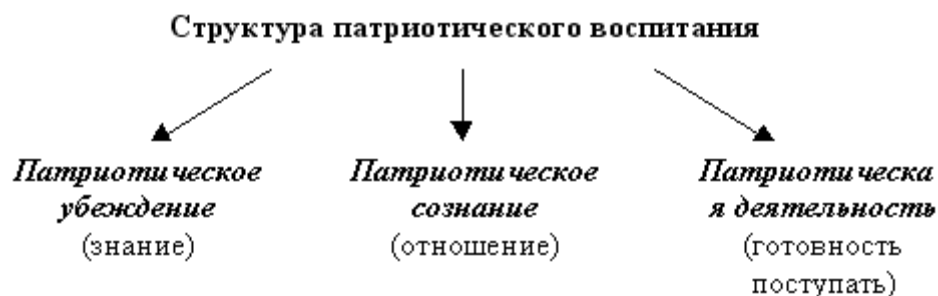 Структура патриотического воспитания
Патриотическое
убеждение
(знание)
Патриотическое
сознание
(отношение)
Патриотическа
я деятельность
(готовность
поступать)